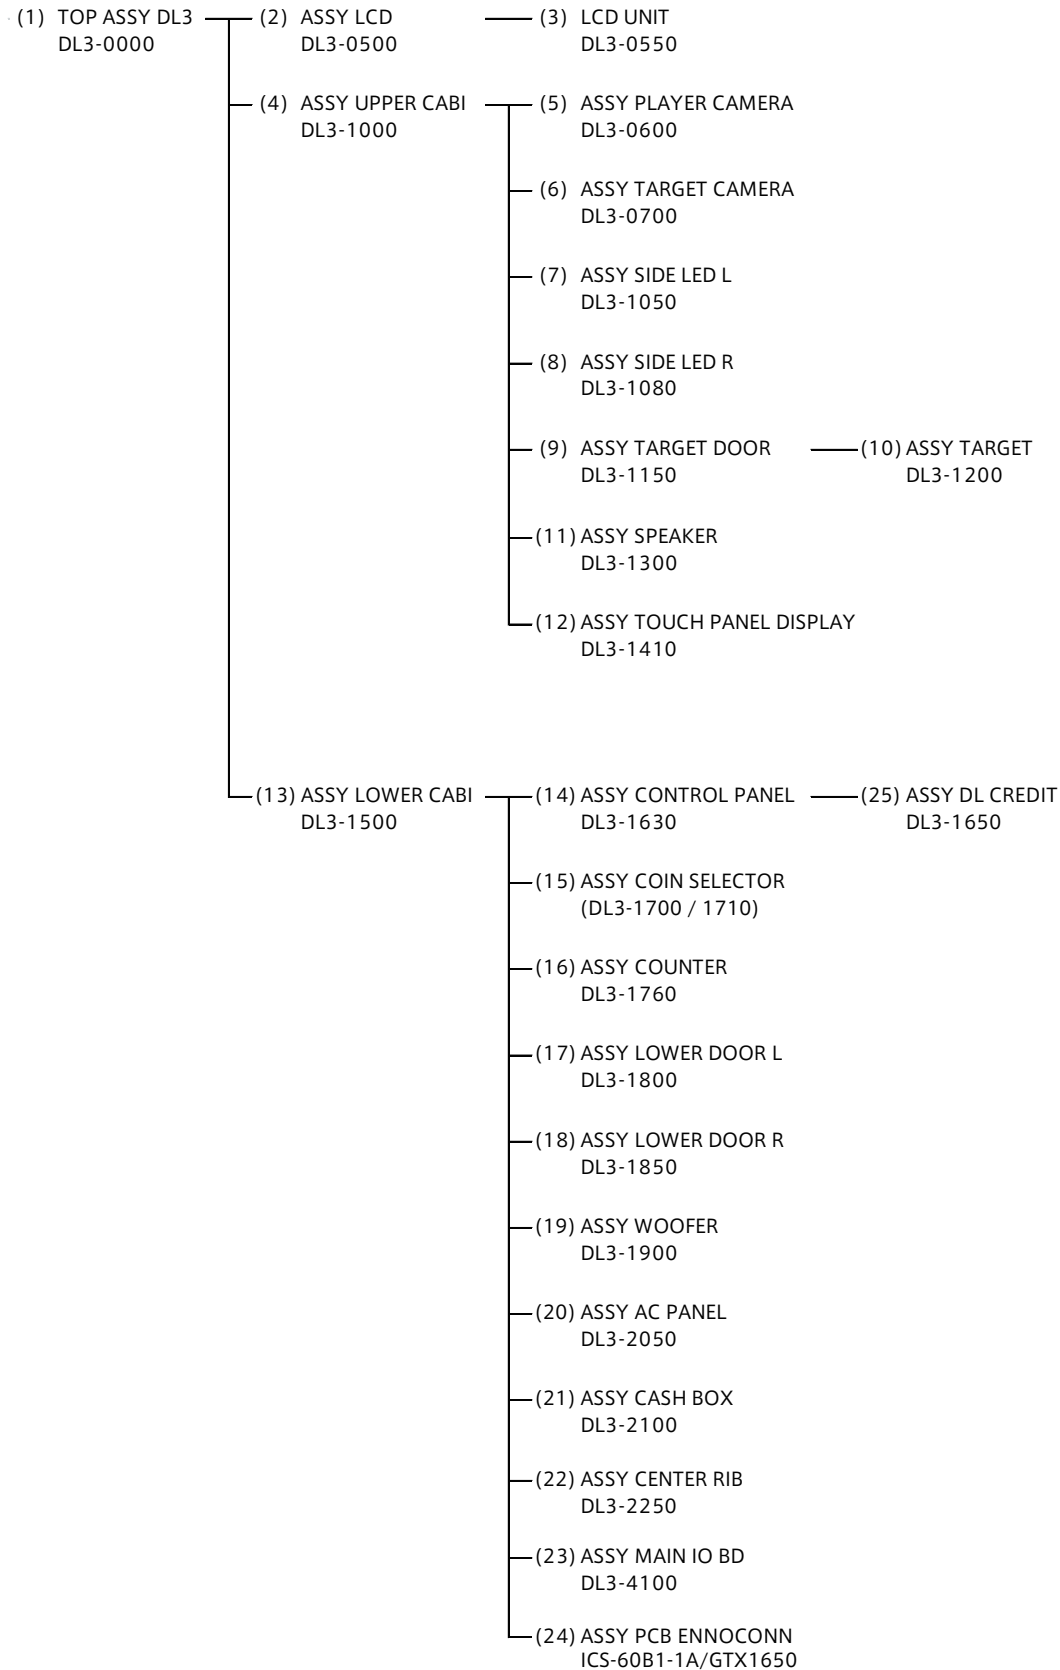 (1) TOP ASSY DL3
DL3-0000
(2) ASSY LCD
DL3-0500
(3) LCD UNIT
DL3-0550
(4) ASSY UPPER CABI
DL3-1000
(5) ASSY PLAYER CAMERA
DL3-0600
(6) ASSY TARGET CAMERA
DL3-0700
(7) ASSY SIDE LED L
DL3-1050
(8) ASSY SIDE LED R
DL3-1080
(9) ASSY TARGET DOOR
DL3-1150
(10) ASSY TARGET
DL3-1200
(11) ASSY SPEAKER
DL3-1300
(12) ASSY TOUCH PANEL DISPLAY
DL3-1410
(13) ASSY LOWER CABI
DL3-1500
(14) ASSY CONTROL PANEL
DL3-1630
(25) ASSY DL CREDIT
DL3-1650
(15) ASSY COIN SELECTOR
(DL3-1700 / 1710)
(16) ASSY COUNTER
DL3-1760
(17) ASSY LOWER DOOR L
DL3-1800
(18) ASSY LOWER DOOR R
DL3-1850
(19) ASSY WOOFER
DL3-1900
(20) ASSY AC PANEL
DL3-2050
(21) ASSY CASH BOX
DL3-2100
(22) ASSY CENTER RIB
DL3-2250
(23) ASSY MAIN IO BD
DL3-4100
(24) ASSY PCB ENNOCONN
ICS-60B1-1A/GTX1650